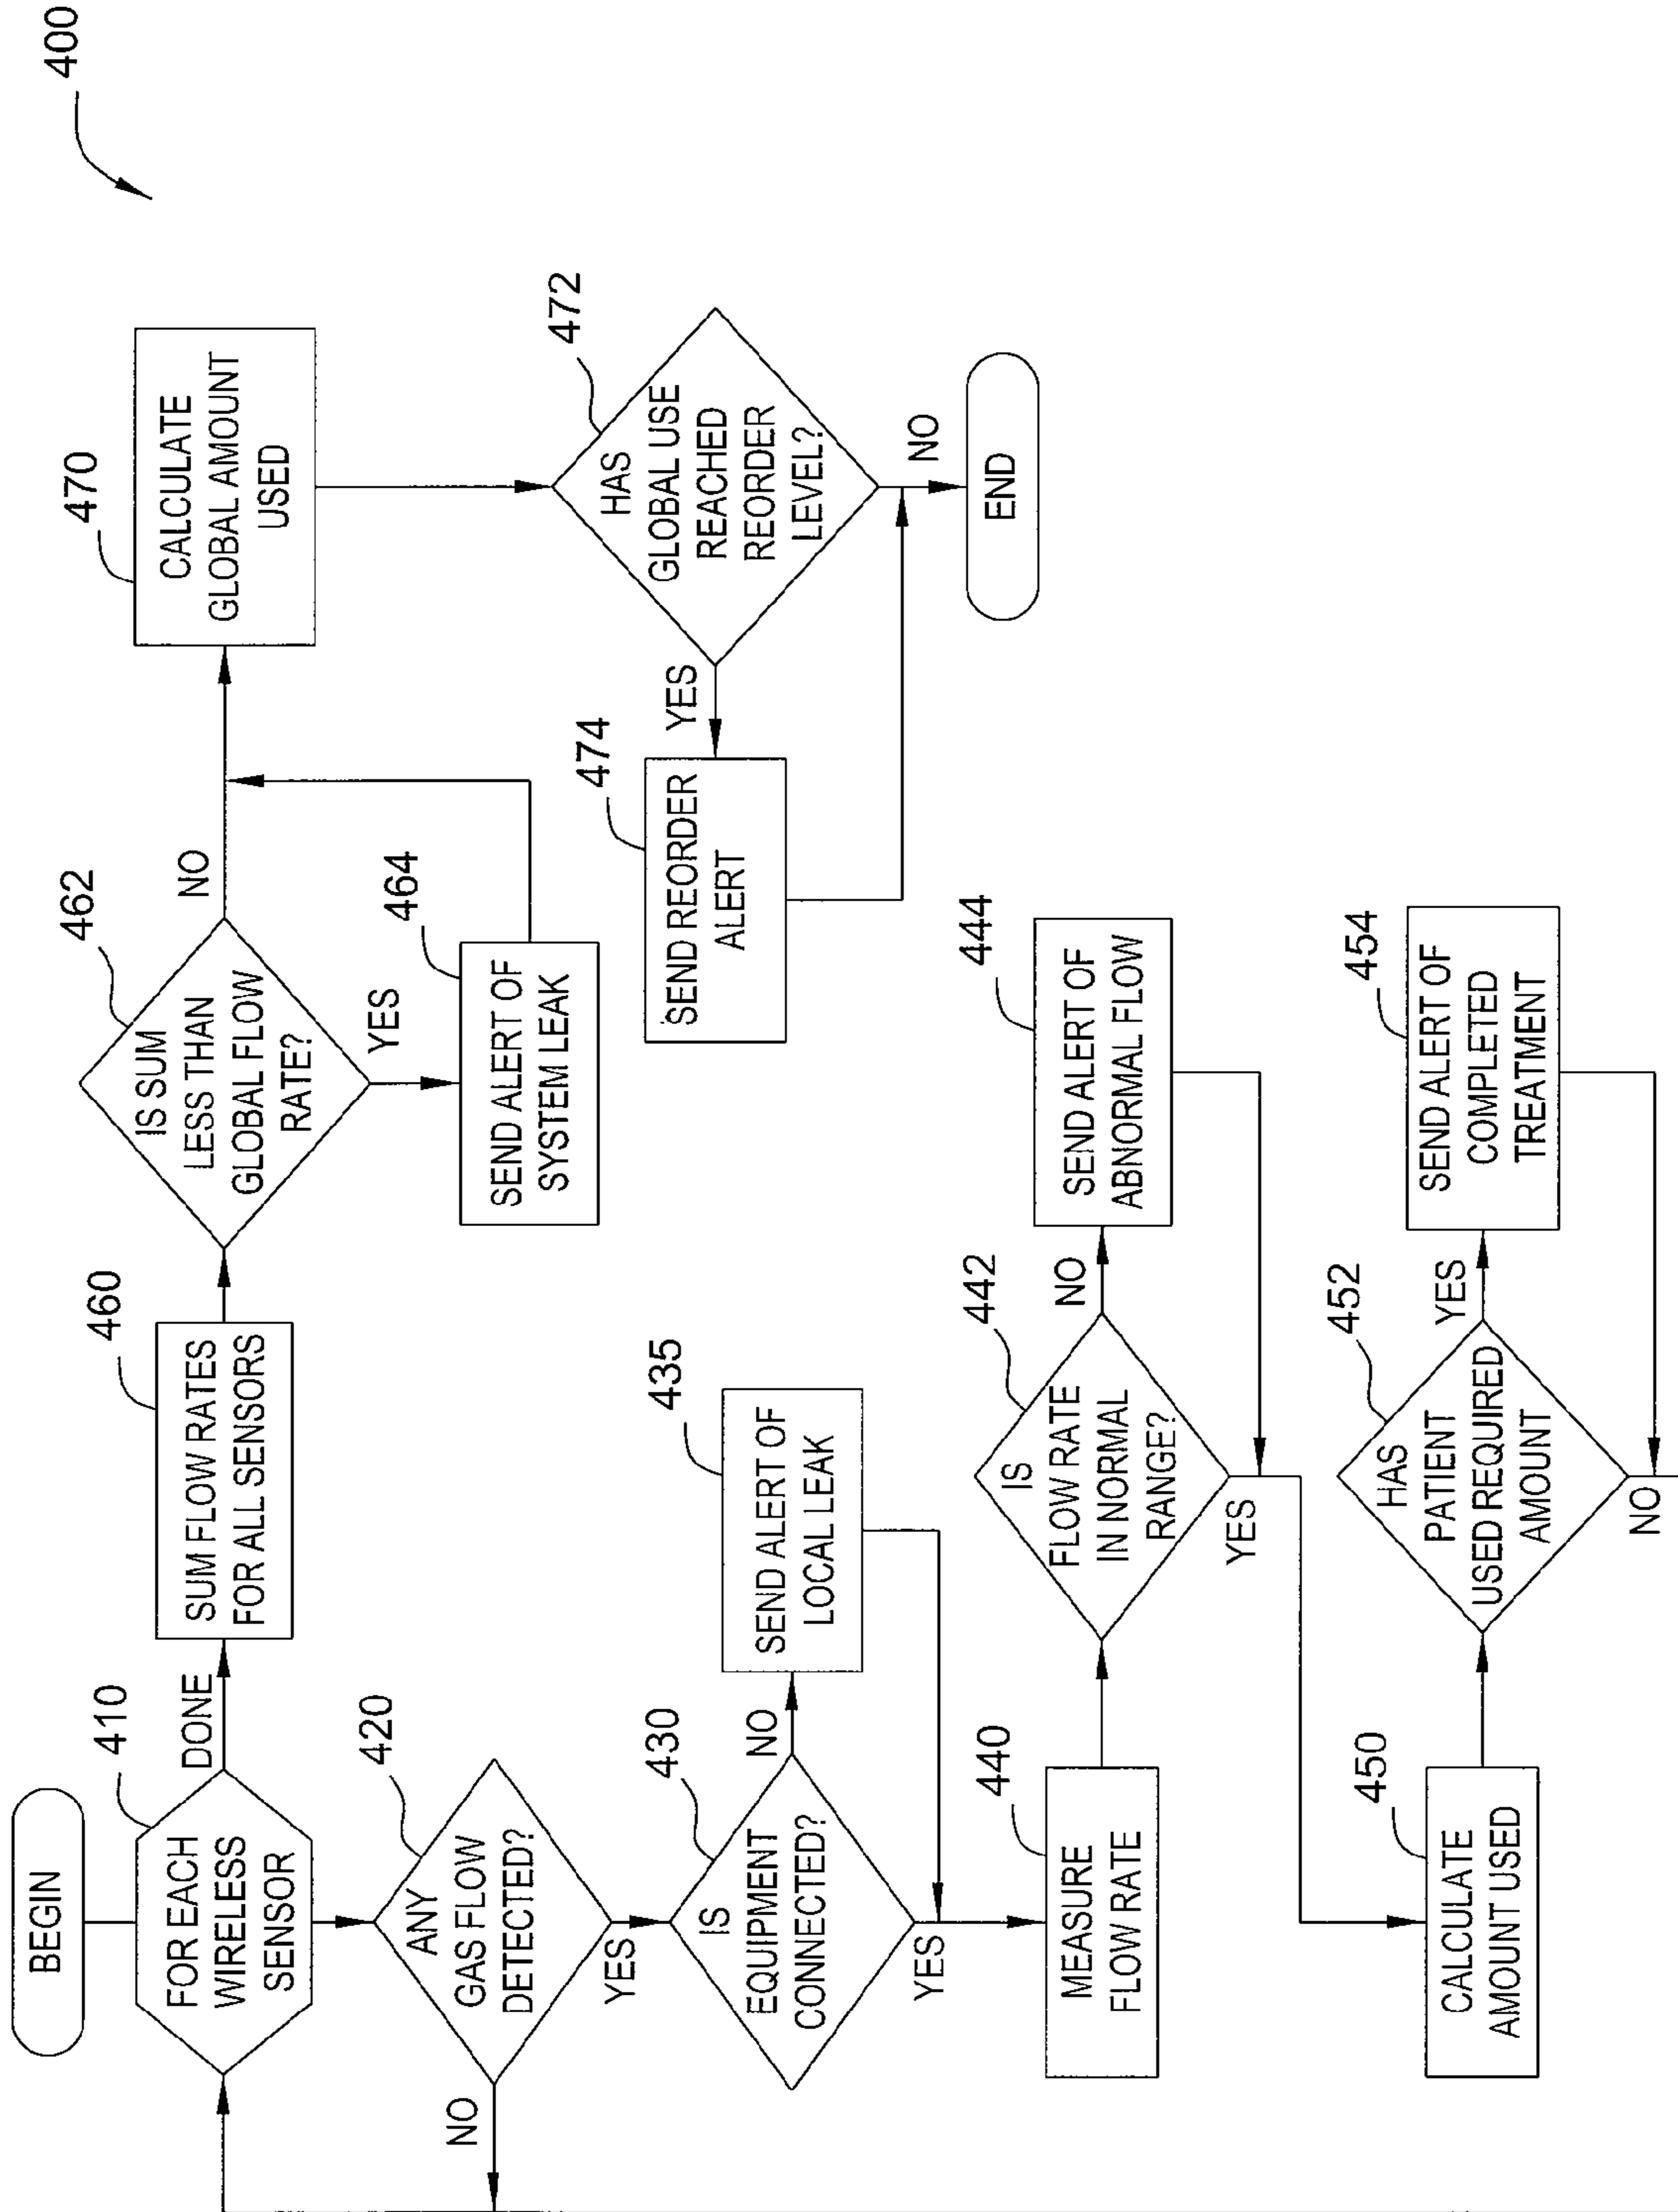 400
BEGIN
410
FOR EACH
WIRELESS
SENSOR
DONE
460
SUM FLOW RATES
FOR ALL SENSORS
462
IS SUM
LESS THAN
GLOBAL FLOW
RATE?
NO
YES
464
SEND ALERT OF
SYSTEM LEAK
470
CALCULATE
GLOBAL AMOUNT
USED
472
HAS
GLOBAL USE
REACHED
REORDER
LEVEL?
YES
NO
474
SEND REORDER
ALERT
END
420
ANY
GAS FLOW
DETECTED?
NO
YES
430
IS
EQUIPMENT
CONNECTED?
NO
YES
435
SEND ALERT OF
LOCAL LEAK
440
MEASURE
FLOW RATE
442
IS
FLOW RATE
IN NORMAL
RANGE?
NO
YES
444
SEND ALERT OF
ABNORMAL FLOW
450
CALCULATE
AMOUNT USED
452
HAS
PATIENT
USED REQUIRED
AMOUNT
YES
NO
454
SEND ALERT OF
COMPLETED
TREATMENT